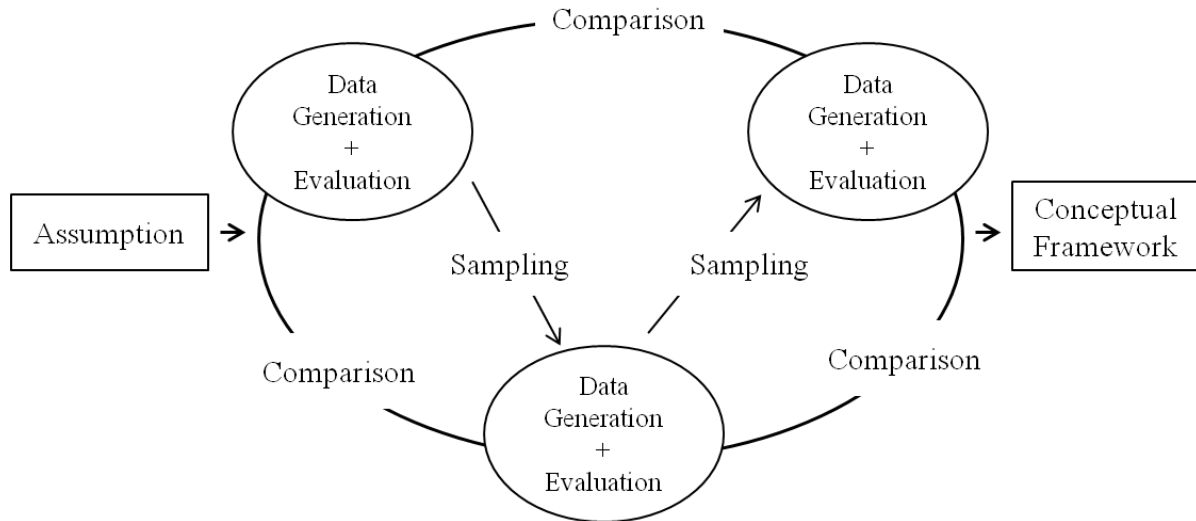 Comparison
Data
Generation
+
Evaluation
Data
Generation
+
Evaluation
Assumption
Conceptual
Framework
Sampling
Sampling
Comparison
Comparison
Data
Generation
+
Evaluation